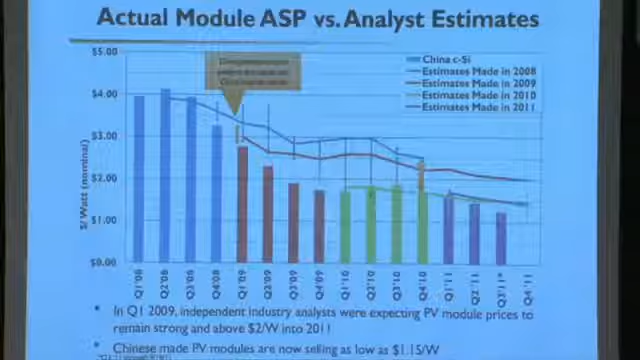 Actual Module ASP vs. Analyst Estimates
$5.00
$4.00
$3.00
$2.00
$1.00
$0.00
$/Watt (nominal)
China c-Si
Estimates Made in 2008
Estimates Made in 2009
Estimates Made in 2010
Estimates Made in 2011
Q1'08
Q2'08
Q3'08
Q4'08
Q1'09
Q2'09
Q3'09
Q4'09
Q1'10
Q2'10
Q3'10
Q4'10
Q1'11
Q2'11
Q3'11*
Q4'11
• In Q1 2009, independent industry analysts were expecting PV module prices to
remain strong and above $2/W into 2011
• Chinese made PV modules are now selling as low as $1.15/W